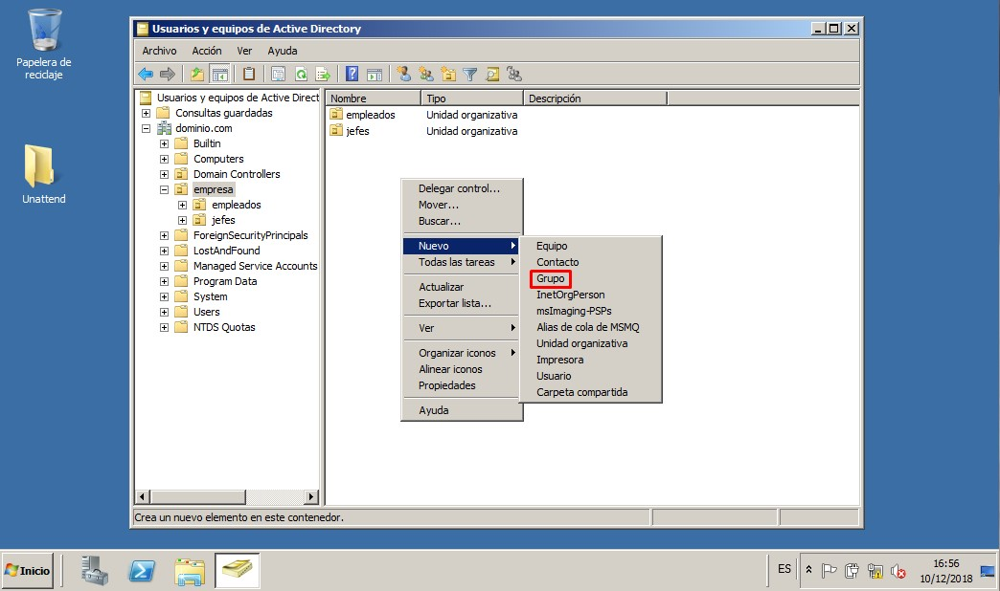 Papelera de
reciclaje
Unattend
Usuarios y equipos de Active Directory
Archivo Acción Ver Ayuda
Usuarios y equipos de Active Direct
Consultas guardadas
dominio.com
Builtin
Computers
Domain Controllers
empresa
empleados
jefes
ForeignSecurityPrincipals
LostAndFound
Managed Service Accounts
Program Data
System
Users
NTDS Quotas
Nombre Tipo Descripción
empleados Unidad organizativa
jefes Unidad organizativa
Delegar control...
Mover...
Buscar...
Nuevo
Todas las tareas
Actualizar
Exportar lista...
Ver
Organizar iconos
Alinear iconos
Propiedades
Ayuda
Equipo
Contacto
Grupo
InetOrgPerson
msImaging-PSPs
Alias de cola de MSMQ
Unidad organizativa
Impresora
Usuario
Carpeta compartida
Crea un nuevo elemento en este contenedor.
Inicio
ES
16:56
10/12/2018